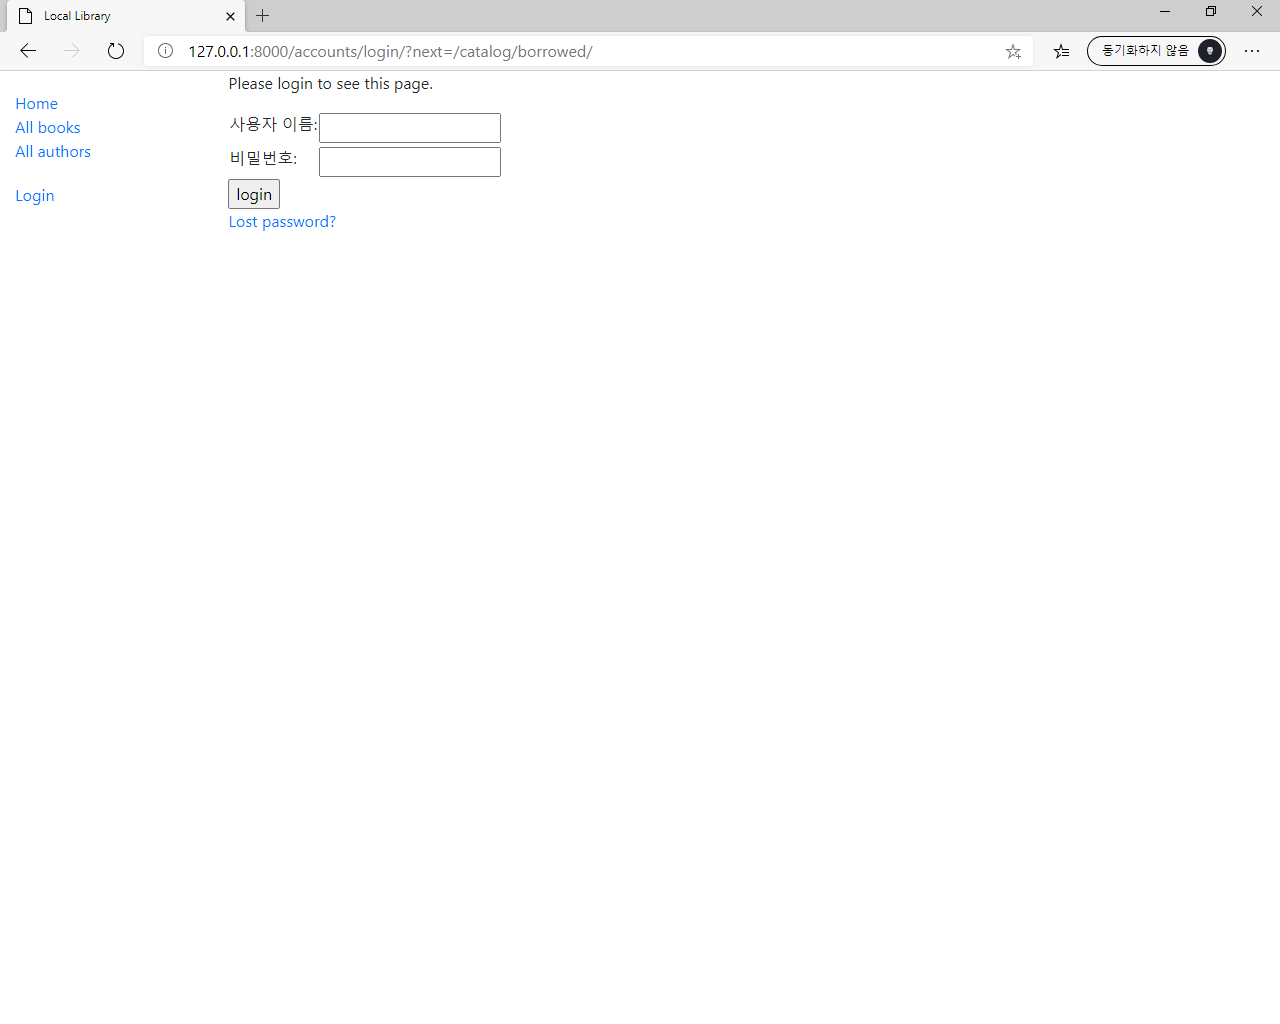 Local Library
127.0.0.1:8000/accounts/login/?next=/catalog/borrowed/
동기화하지 않음
Home
All books
All authors
Login
Please login to see this page.
사용자 이름:
비밀번호:
login
Lost password?